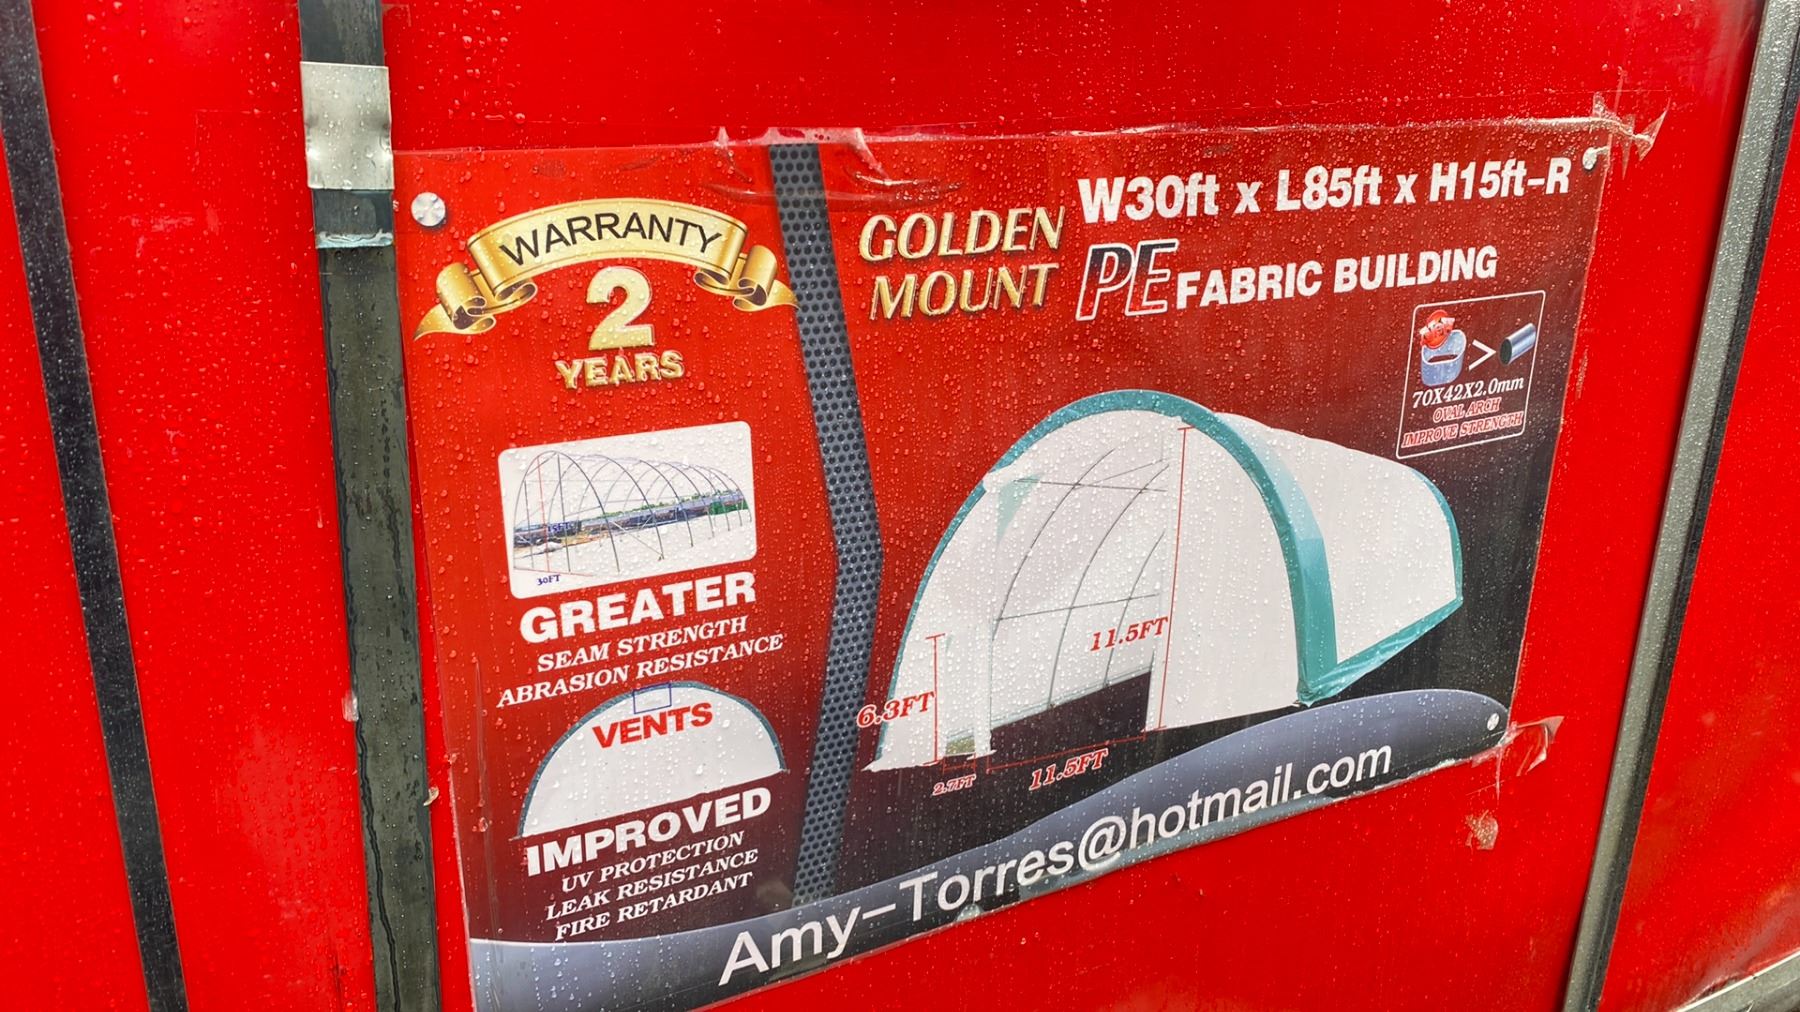 WARRANTY
2
YEARS
15FT
30FT
GREATER
SEAM STRENGTH
ABRASION RESISTANCE
VENTS
IMPROVED
UV PROTECTION
LEAK RESISTANCE
FIRE RETARDANT
GOLDEN
MOUNT
W30ft x L85ft x H15ft-R
PE FABRIC BUILDING
NEW
>
70X42X2.0mm
OVAL ARCH
IMPROVE STRENGTH
11.5FT
6.3FT
2.7FT
11.5FT
Amy-Torres@hotmail.com